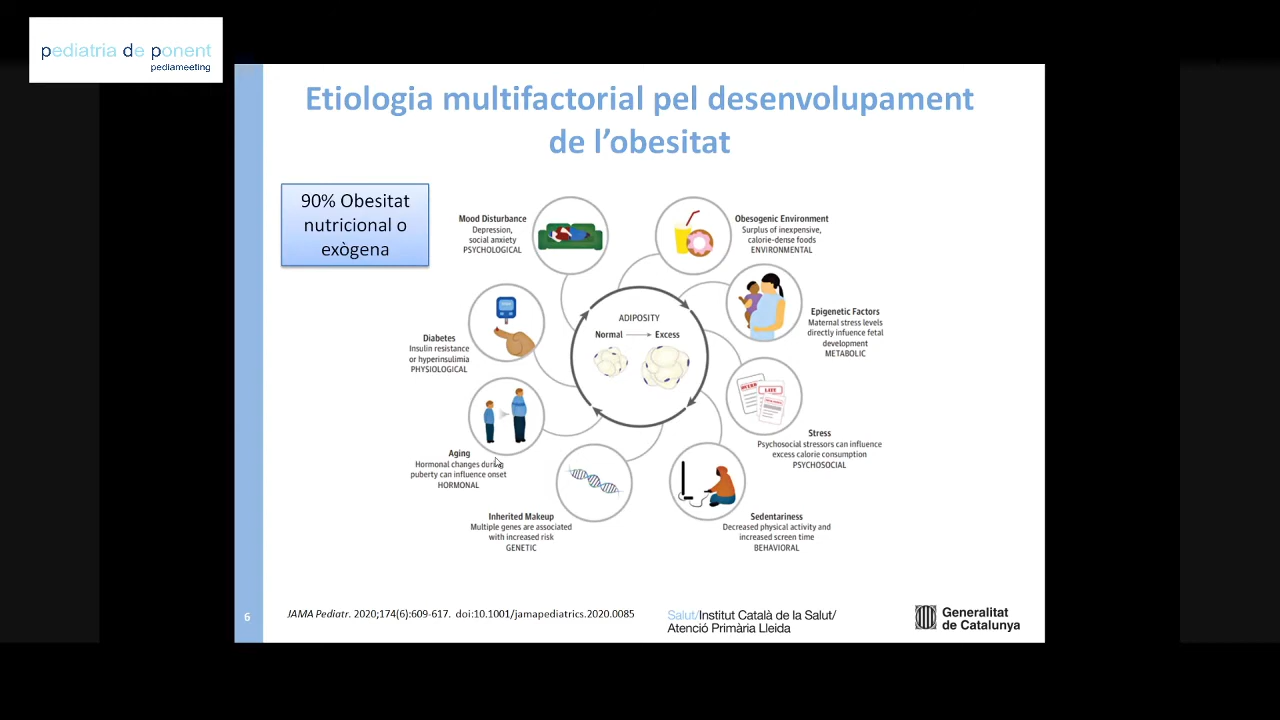 pediatria de ponent
pediameeting
Etiologia multifactorial pel desenvolupament
de l'obesitat
90% Obesitat
nutricional o
exògena
Mood Disturbance
Depression,
social anxiety
PSYCHOLOGICAL
Obesogenic Environment
Surplus of inexpensive,
calorie-dense foods
ENVIRONMENTAL
Diabetes
Insulin resistance
or hyperinsulimia
PHYSIOLOGICAL
ADIPOSITY
Normal
Excess
Epigenetic Factors
Maternal stress levels
directly infuence fetal
development
METABOLIC
LATE
Aging
Hormonal changes during
puberty can influence onset
HORMONAL
Stress
Psychosocial stressors can influence
excess calorie consumption
PSYCHOSOCIAL
Inherited Makeup
Multiple genes are associated
with increased risk
GENETIC
Sedentariness
Decreased physical activity and
increased screen time
BEHAVIORAL
6
JAMA Pediatr. 2020;174(6):609-617. doi:10.1001/jamapediatrics.2020.0085
Salut/Institut Català de la Salut/
Atenció Primària Lleida
Generalitat
de Catalunya